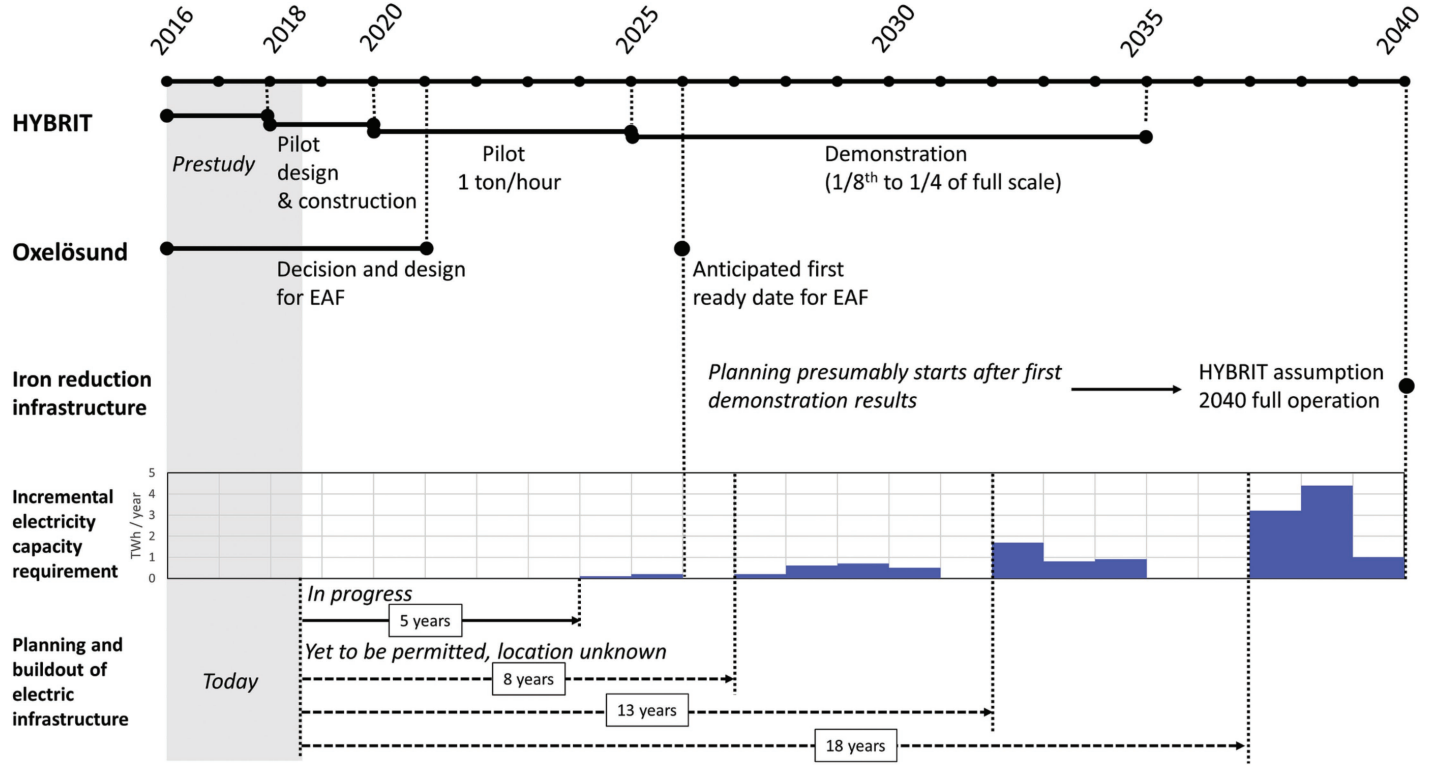 2016
2018
2020
2025
2030
2035
2040
HYBRIT
Prestudy
Pilot
design
& construction
Pilot
1 ton/hour
Demonstration
(1/8th to 1/4 of full scale)
Oxelösund
Decision and design
for EAF
Anticipated first
ready date for EAF
Iron reduction
infrastructure
Planning presumably starts after first
demonstration results
HYBRIT assumption
2040 full operation
Incremental
electricity
capacity
requirement
TWh / year
5
4
3
2
1
0
In progress
5 years
Yet to be permitted, location unknown
8 years
Planning and
buildout of
electric
infrastructure
Today
13 years
18 years